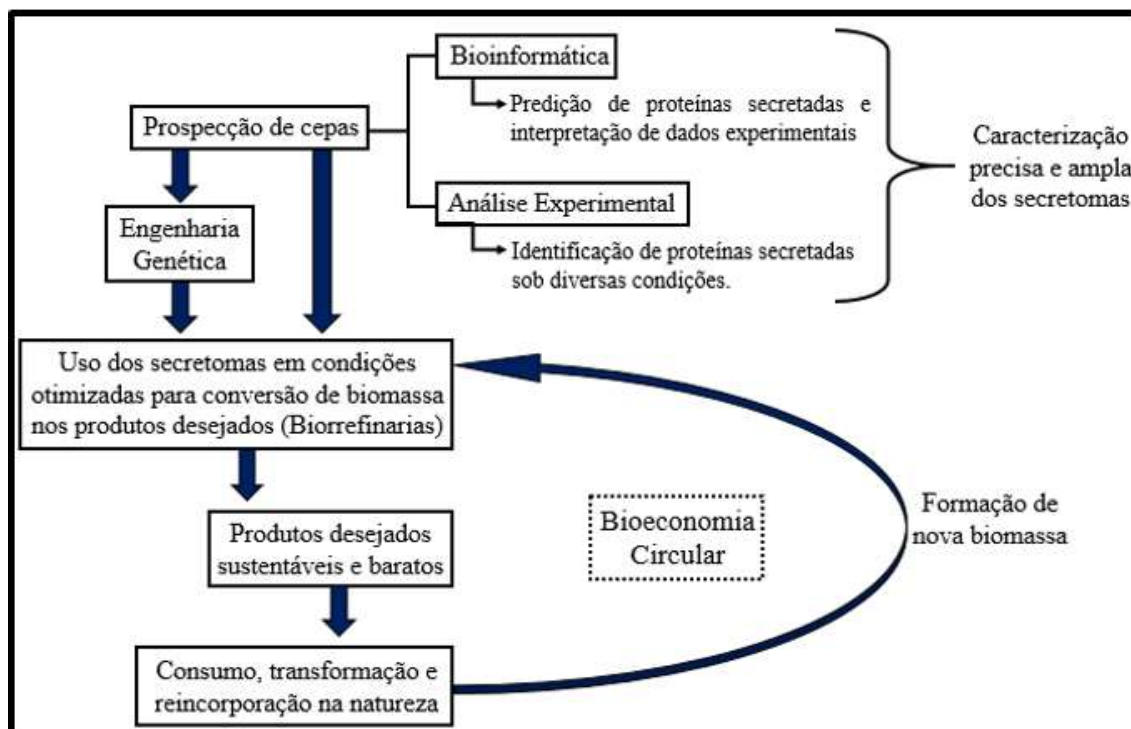 Bioinformática
Predição de proteínas secretadas e
interpretação de dados experimentais
Prospecção de cepas
Análise Experimental
Identificação de proteínas secretadas
sob diversas condições.
Caracterização
precisa e ampla
dos secretomas
Engenharia
Genética
Uso dos secretomas em condições
otimizadas para conversão de biomassa
nos produtos desejados (Biorrefinarias)
Produtos desejados
sustentáveis e baratos
Bioeconomia
Circular
Formação de
nova biomassa
Consumo, transformação e
reincorporação na natureza